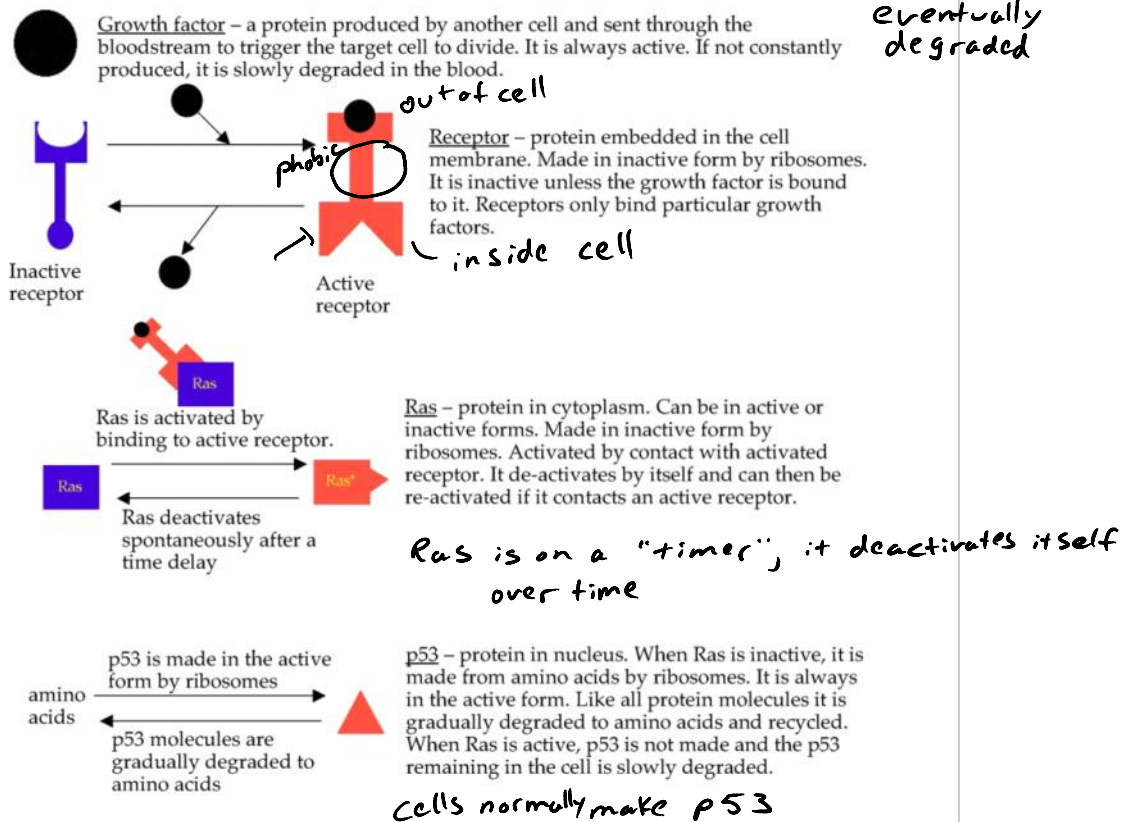 Growth factor – a protein produced by another cell and sent through the
bloodstream to trigger the target cell to divide. It is always active. If not constantly
produced, it is slowly degraded in the blood.
eventually
degraded
out of cell
phobic
Receptor – protein embedded in the cell
membrane. Made in inactive form by ribosomes.
It is inactive unless the growth factor is bound
to it. Receptors only bind particular growth
factors.
inside cell
Inactive
receptor
Active
receptor
Ras
Ras is activated by
binding to active receptor.
Ras
Ras*
Ras deactivates
spontaneously after a
time delay
Ras – protein in cytoplasm. Can be in active or
inactive forms. Made in inactive form by
ribosomes. Activated by contact with activated
receptor. It de-activates by itself and can then be
re-activated if it contacts an active receptor.
Ras is on a "timer", it deactivates itself
over time
p53 is made in the active
form by ribosomes
amino
acids
p53 molecules are
gradually degraded to
amino acids
p53 – protein in nucleus. When Ras is inactive, it is
made from amino acids by ribosomes. It is always
in the active form. Like all protein molecules it is
gradually degraded to amino acids and recycled.
When Ras is active, p53 is not made and the p53
remaining in the cell is slowly degraded.
cells normally make p53